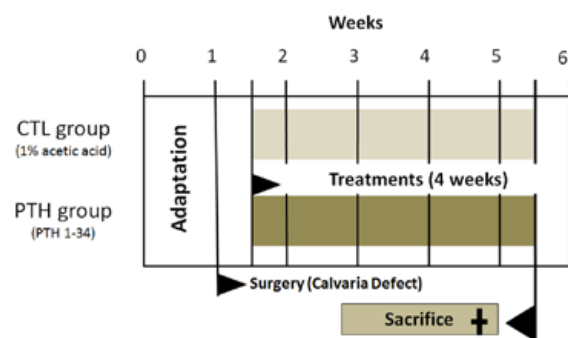 Weeks
0 1 2 3 4 5 6
CTL group
(1% acetic acid)
Adaptation
Treatments (4 weeks)
PTH group
(PTH 1-34)
Surgery (Calvaria Defect)
Sacrifice